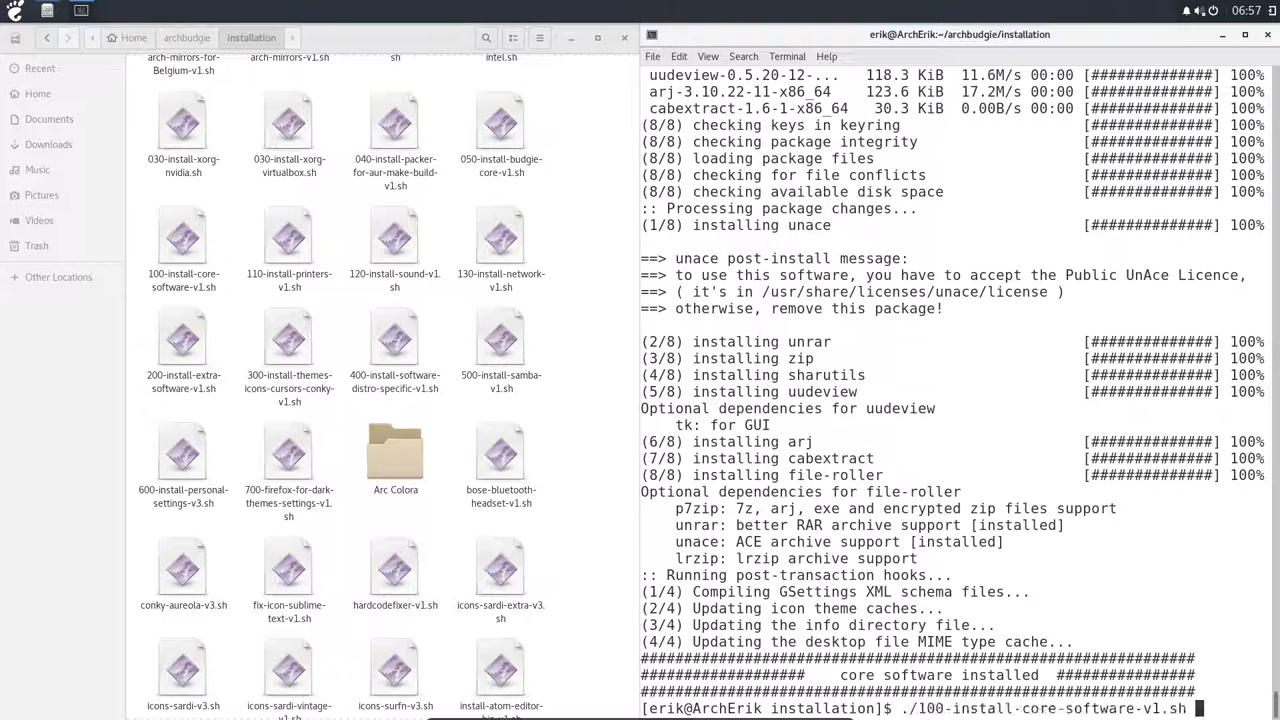 06:57
Home
archbudgie
installation
erik@ArchErik:~/archbudgie/installation
File Edit View Search Terminal Help
Recent
Home
Documents
Downloads
Music
Pictures
Videos
Trash
Other Locations
arch-mirrors-for-
Belgium-v1.sh
arch-mirrors-v1.sh
sh
intel.sh
030-install-xorg-
nvidia.sh
030-install-xorg-
virtualbox.sh
040-install-packer-
for-aur-make-build-
v1.sh
050-install-budgie-
core-v1.sh
100-install-core-
software-v1.sh
110-install-printers-
v1.sh
120-install-sound-v1.
sh
130-install-network-
v1.sh
200-install-extra-
software-v1.sh
300-install-themes-
icons-cursors-conky-
v1.sh
400-install-software-
distro-specific-v1.sh
500-install-samba-
v1.sh
600-install-personal-
settings-v3.sh
700-firefox-for-dark-
themes-settings-v1.
sh
Arc Colora
bose-bluetooth-
headset-v1.sh
conky-aureola-v3.sh
fix-icon-sublime-
text-v1.sh
hardcodefixer-v1.sh
icons-sardi-extra-v3.
sh
icons-sardi-v3.sh
icons-sardi-vintage-
icons-surfn-v3.sh
install-atom-editor-
uudeview-0.5.20-12-... 118.3 KiB 11.6M/s 00:00 [##############] 100%
arj-3.10.22-11-x86_64 123.6 KiB 17.2M/s 00:00 [##############] 100%
cabextract-1.6-1-x86_64 30.3 KiB 0.00B/s 00:00 [##############] 100%
(8/8) checking keys in keyring [##############] 100%
(8/8) checking package integrity [##############] 100%
(8/8) loading package files [##############] 100%
(8/8) checking for file conflicts [##############] 100%
(8/8) checking available disk space [##############] 100%
:: Processing package changes...
(1/8) installing unace [##############] 100%
==> unace post-install message:
==> to use this software, you have to accept the Public UnAce Licence,
==> ( it's in /usr/share/licenses/unace/license )
==> otherwise, remove this package!
(2/8) installing unrar [##############] 100%
(3/8) installing zip [##############] 100%
(4/8) installing sharutils [##############] 100%
(5/8) installing uudeview [##############] 100%
Optional dependencies for uudeview
tk: for GUI
(6/8) installing arj [##############] 100%
(7/8) installing cabextract [##############] 100%
(8/8) installing file-roller [##############] 100%
Optional dependencies for file-roller
p7zip: 7z, arj, exe and encrypted zip files support
unrar: better RAR archive support [installed]
unace: ACE archive support [installed]
lrzip: lrzip archive support
:: Running post-transaction hooks...
(1/4) Compiling GSettings XML schema files...
(2/4) Updating icon theme caches...
(3/4) Updating the info directory file...
(4/4) Updating the desktop file MIME type cache...
################################################################
################### core software installed ################
################################################################
[erik@ArchErik installation]$ ./100-install-core-software-v1.sh